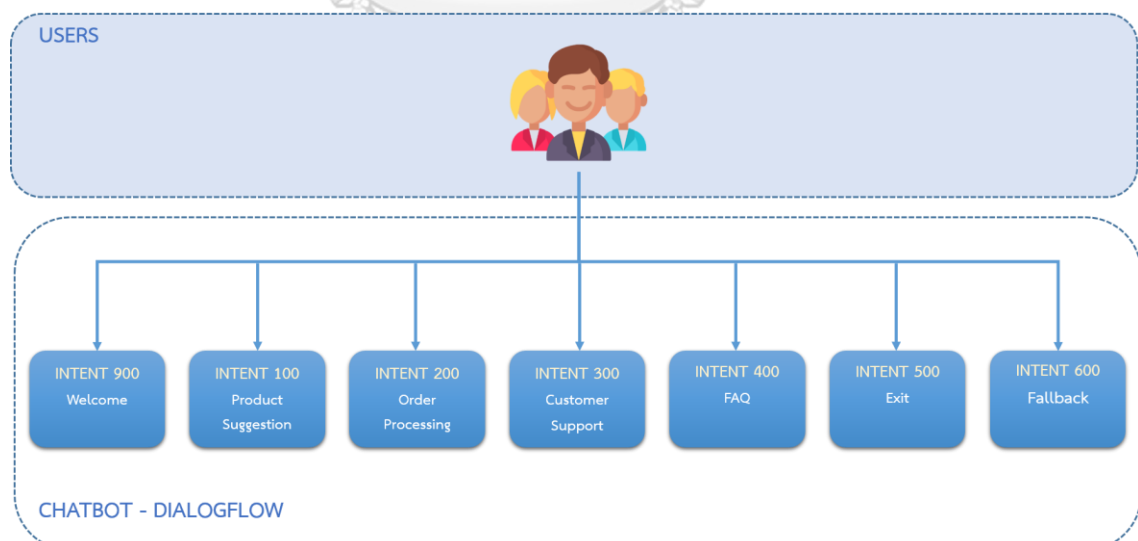 USERS
INTENT 900
Welcome
INTENT 100
Product
Suggestion
INTENT 200
Order
Processing
INTENT 300
Customer
Support
INTENT 400
FAQ
INTENT 500
Exit
INTENT 600
Fallback
CHATBOT - DIALOGFLOW